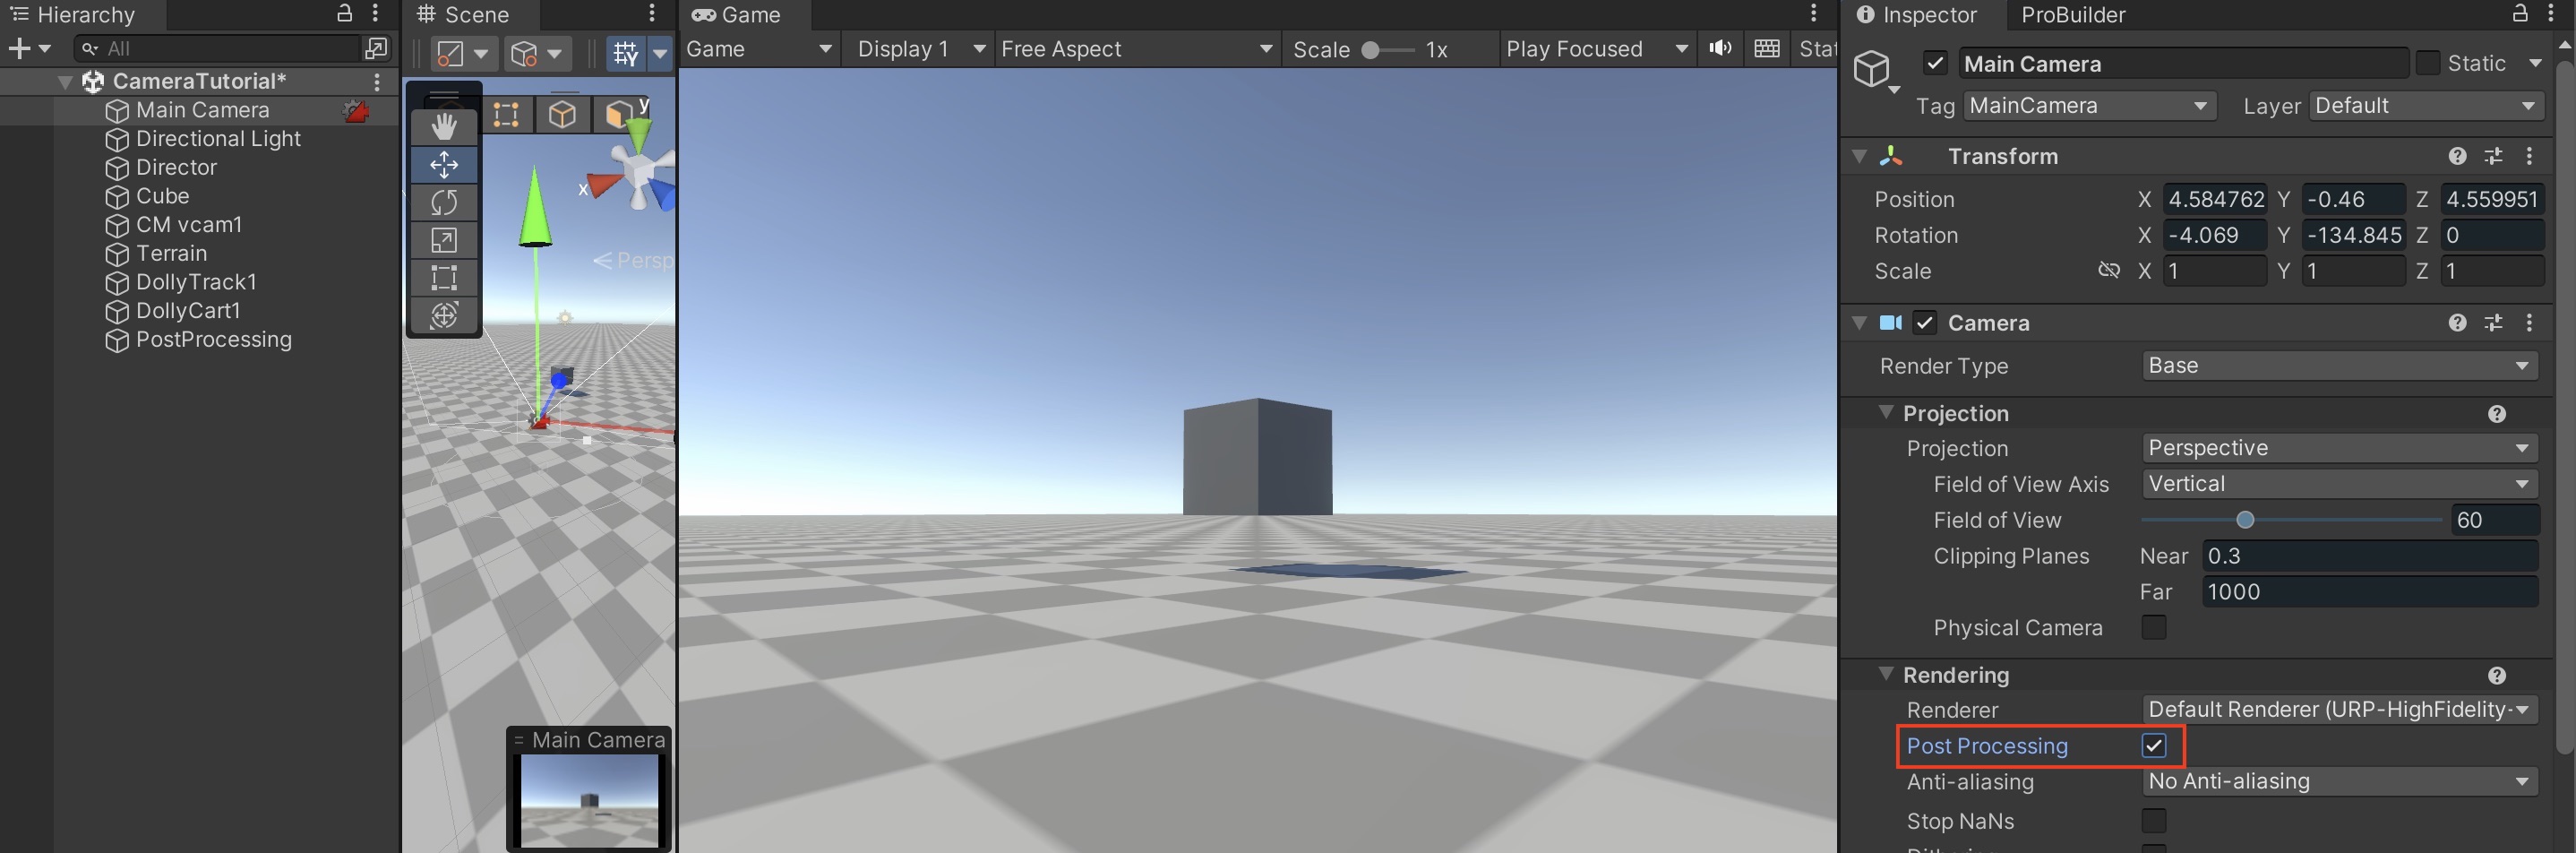 Hierarchy
All
CameraTutorial*
Main Camera
Directional Light
Director
Cube
CM vcam1
Terrain
DollyTrack1
DollyCart1
PostProcessing
Scene
y
x
Persp
Main Camera
Game
Game Display 1 Free Aspect Scale 1x Play Focused
Inspector ProBuilder
Main Camera Static
Tag MainCamera Layer Default
Transform
Position X 4.584762 Y -0.46 Z 4.559951
Rotation X -4.069 Y -134.845 Z 0
Scale X 1 Y 1 Z 1
Camera
Render Type Base
Projection
Projection Perspective
Field of View Axis Vertical
Field of View 60
Clipping Planes Near 0.3
Far 1000
Physical Camera
Rendering
Renderer Default Renderer (URP-HighFidelity-
Post Processing
Anti-aliasing No Anti-aliasing
Stop NaNs